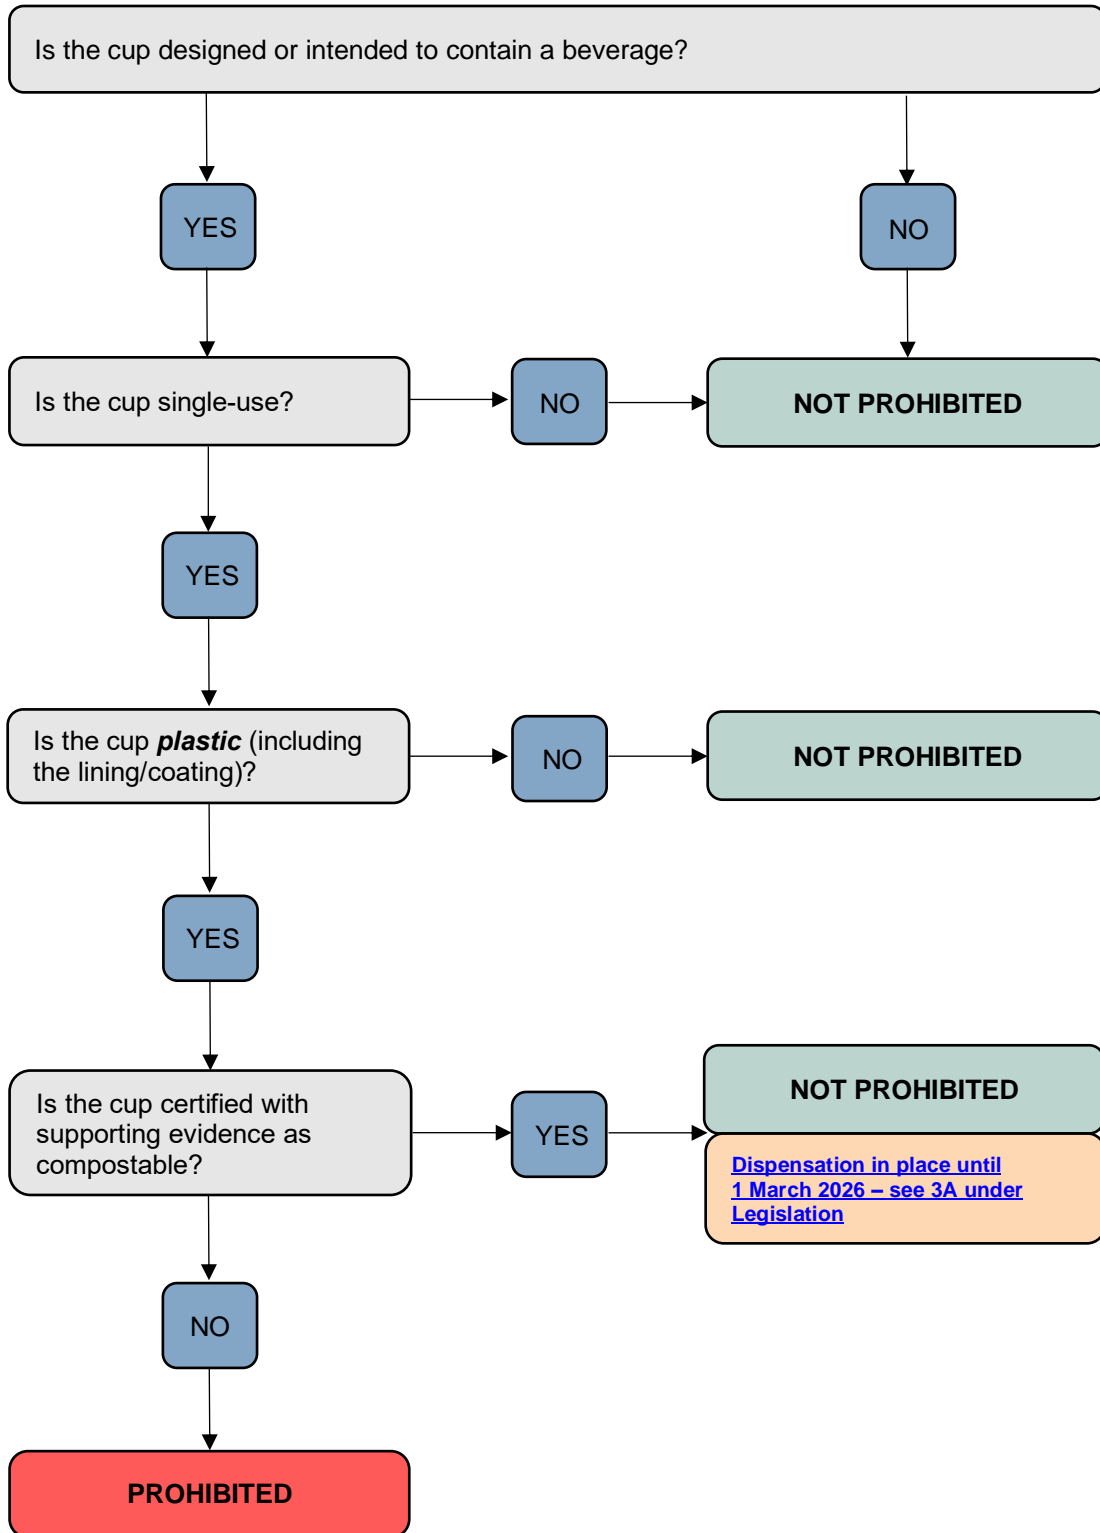 Is the cup designed or intended to contain a beverage?
YES
NO
Is the cup single-use?
NO
NOT PROHIBITED
YES
Is the cup plastic (including
the lining/coating)?
NO
NOT PROHIBITED
YES
Is the cup certified with
supporting evidence as
compostable?
YES
NOT PROHIBITED
Dispensation in place until
1 March 2026 – see 3A under
Legislation
NO
PROHIBITED